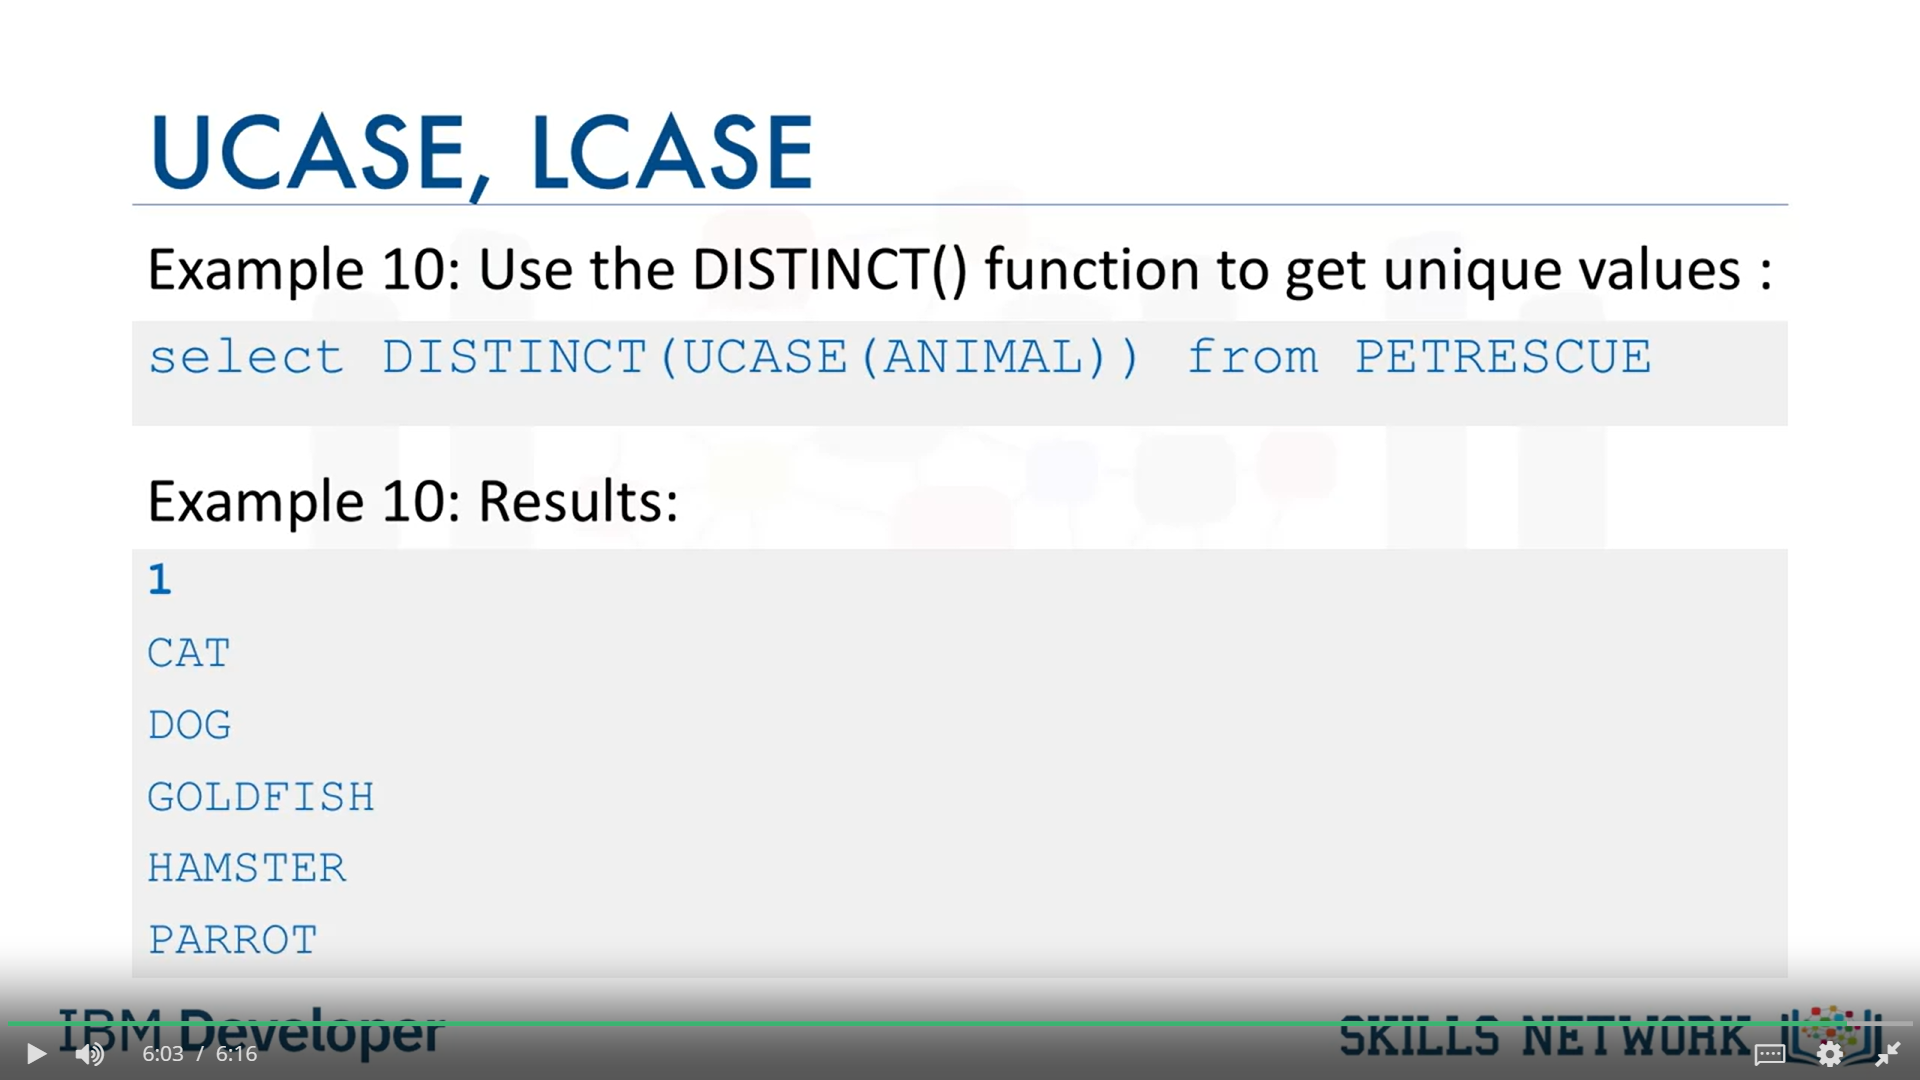 UCASE, LCASE
Example 10: Use the DISTINCT() function to get unique values :
select DISTINCT(UCASE(ANIMAL)) from PETRESCUE
Example 10: Results:
1
CAT
DOG
GOLDFISH
HAMSTER
PARROT
IBM Developer
SKILLS NETWORK
6:03 / 6:16